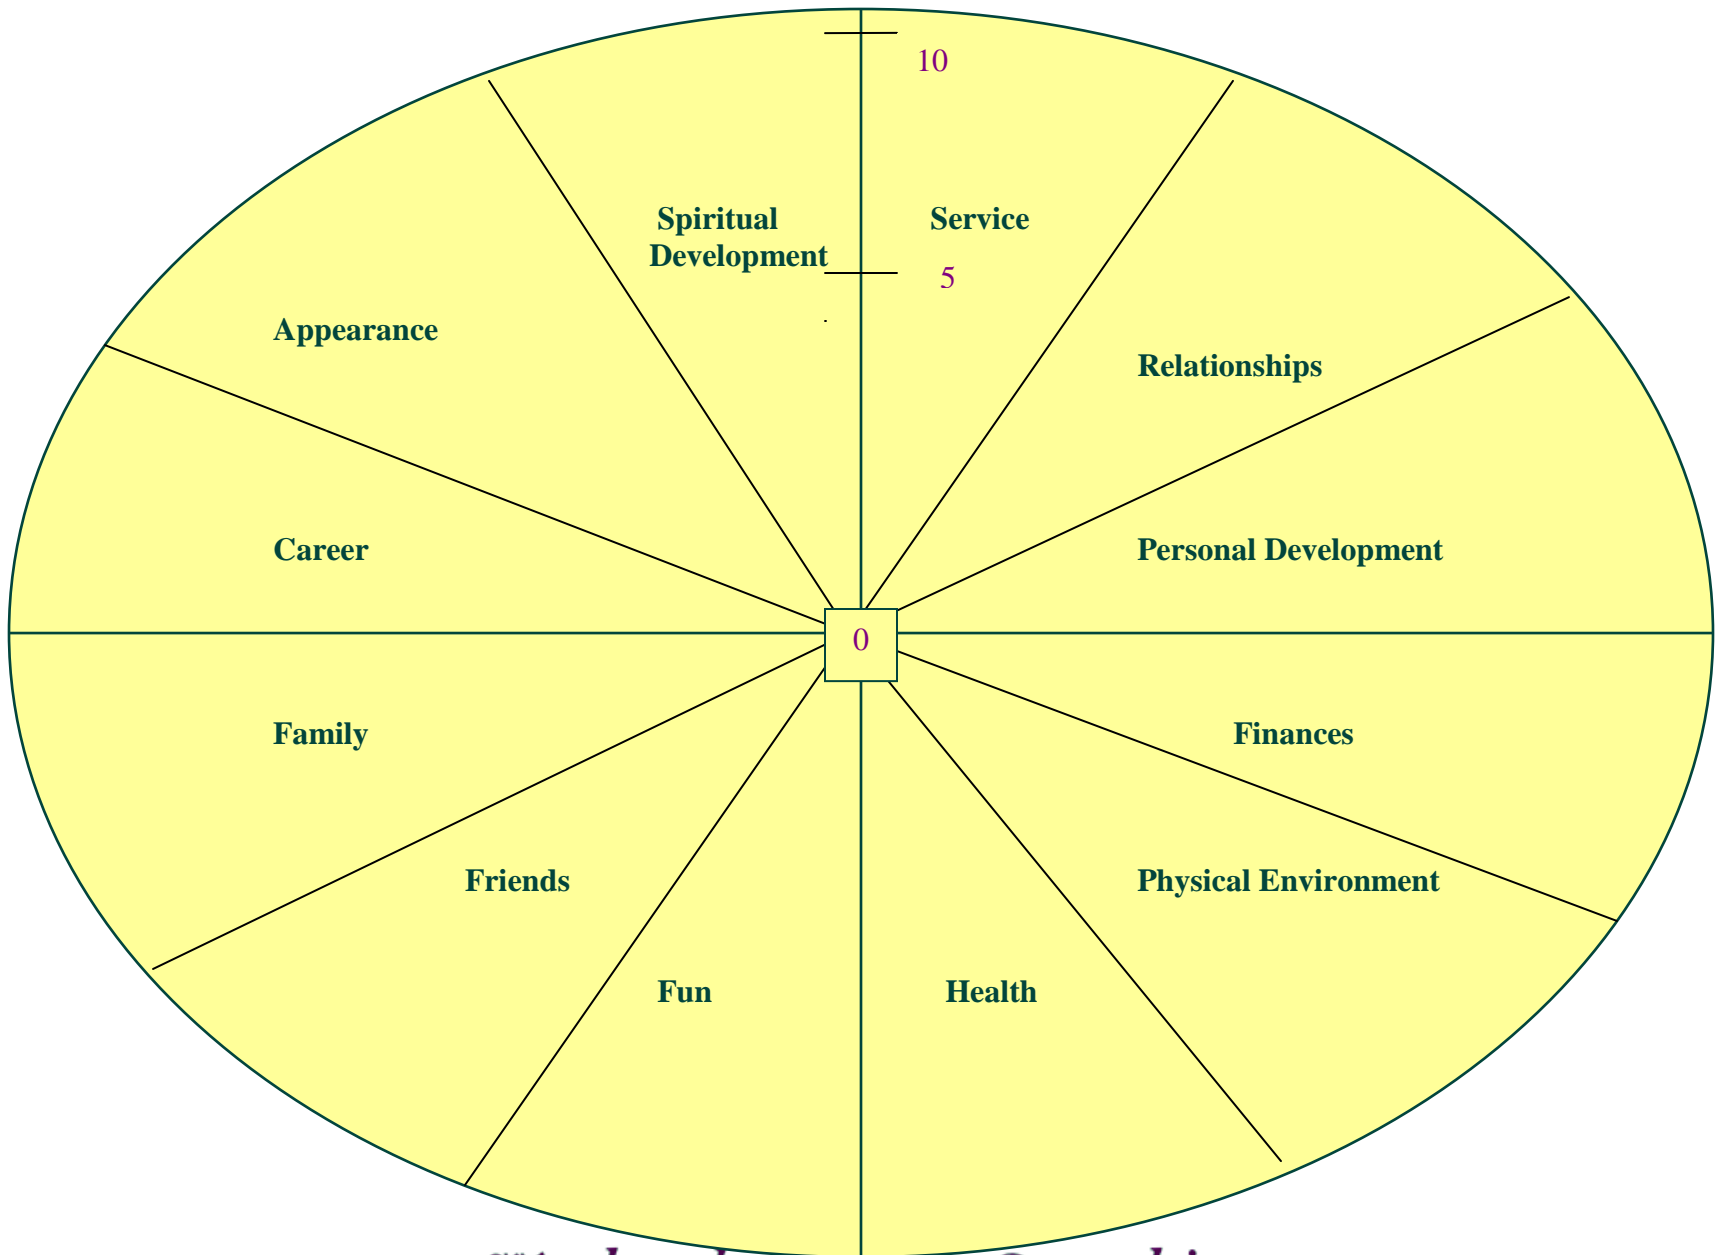 10
Spiritual
Development
Service
5
Appearance
Relationships
Career
Personal Development
0
Family
Finances
Friends
Physical Environment
Fun
Health